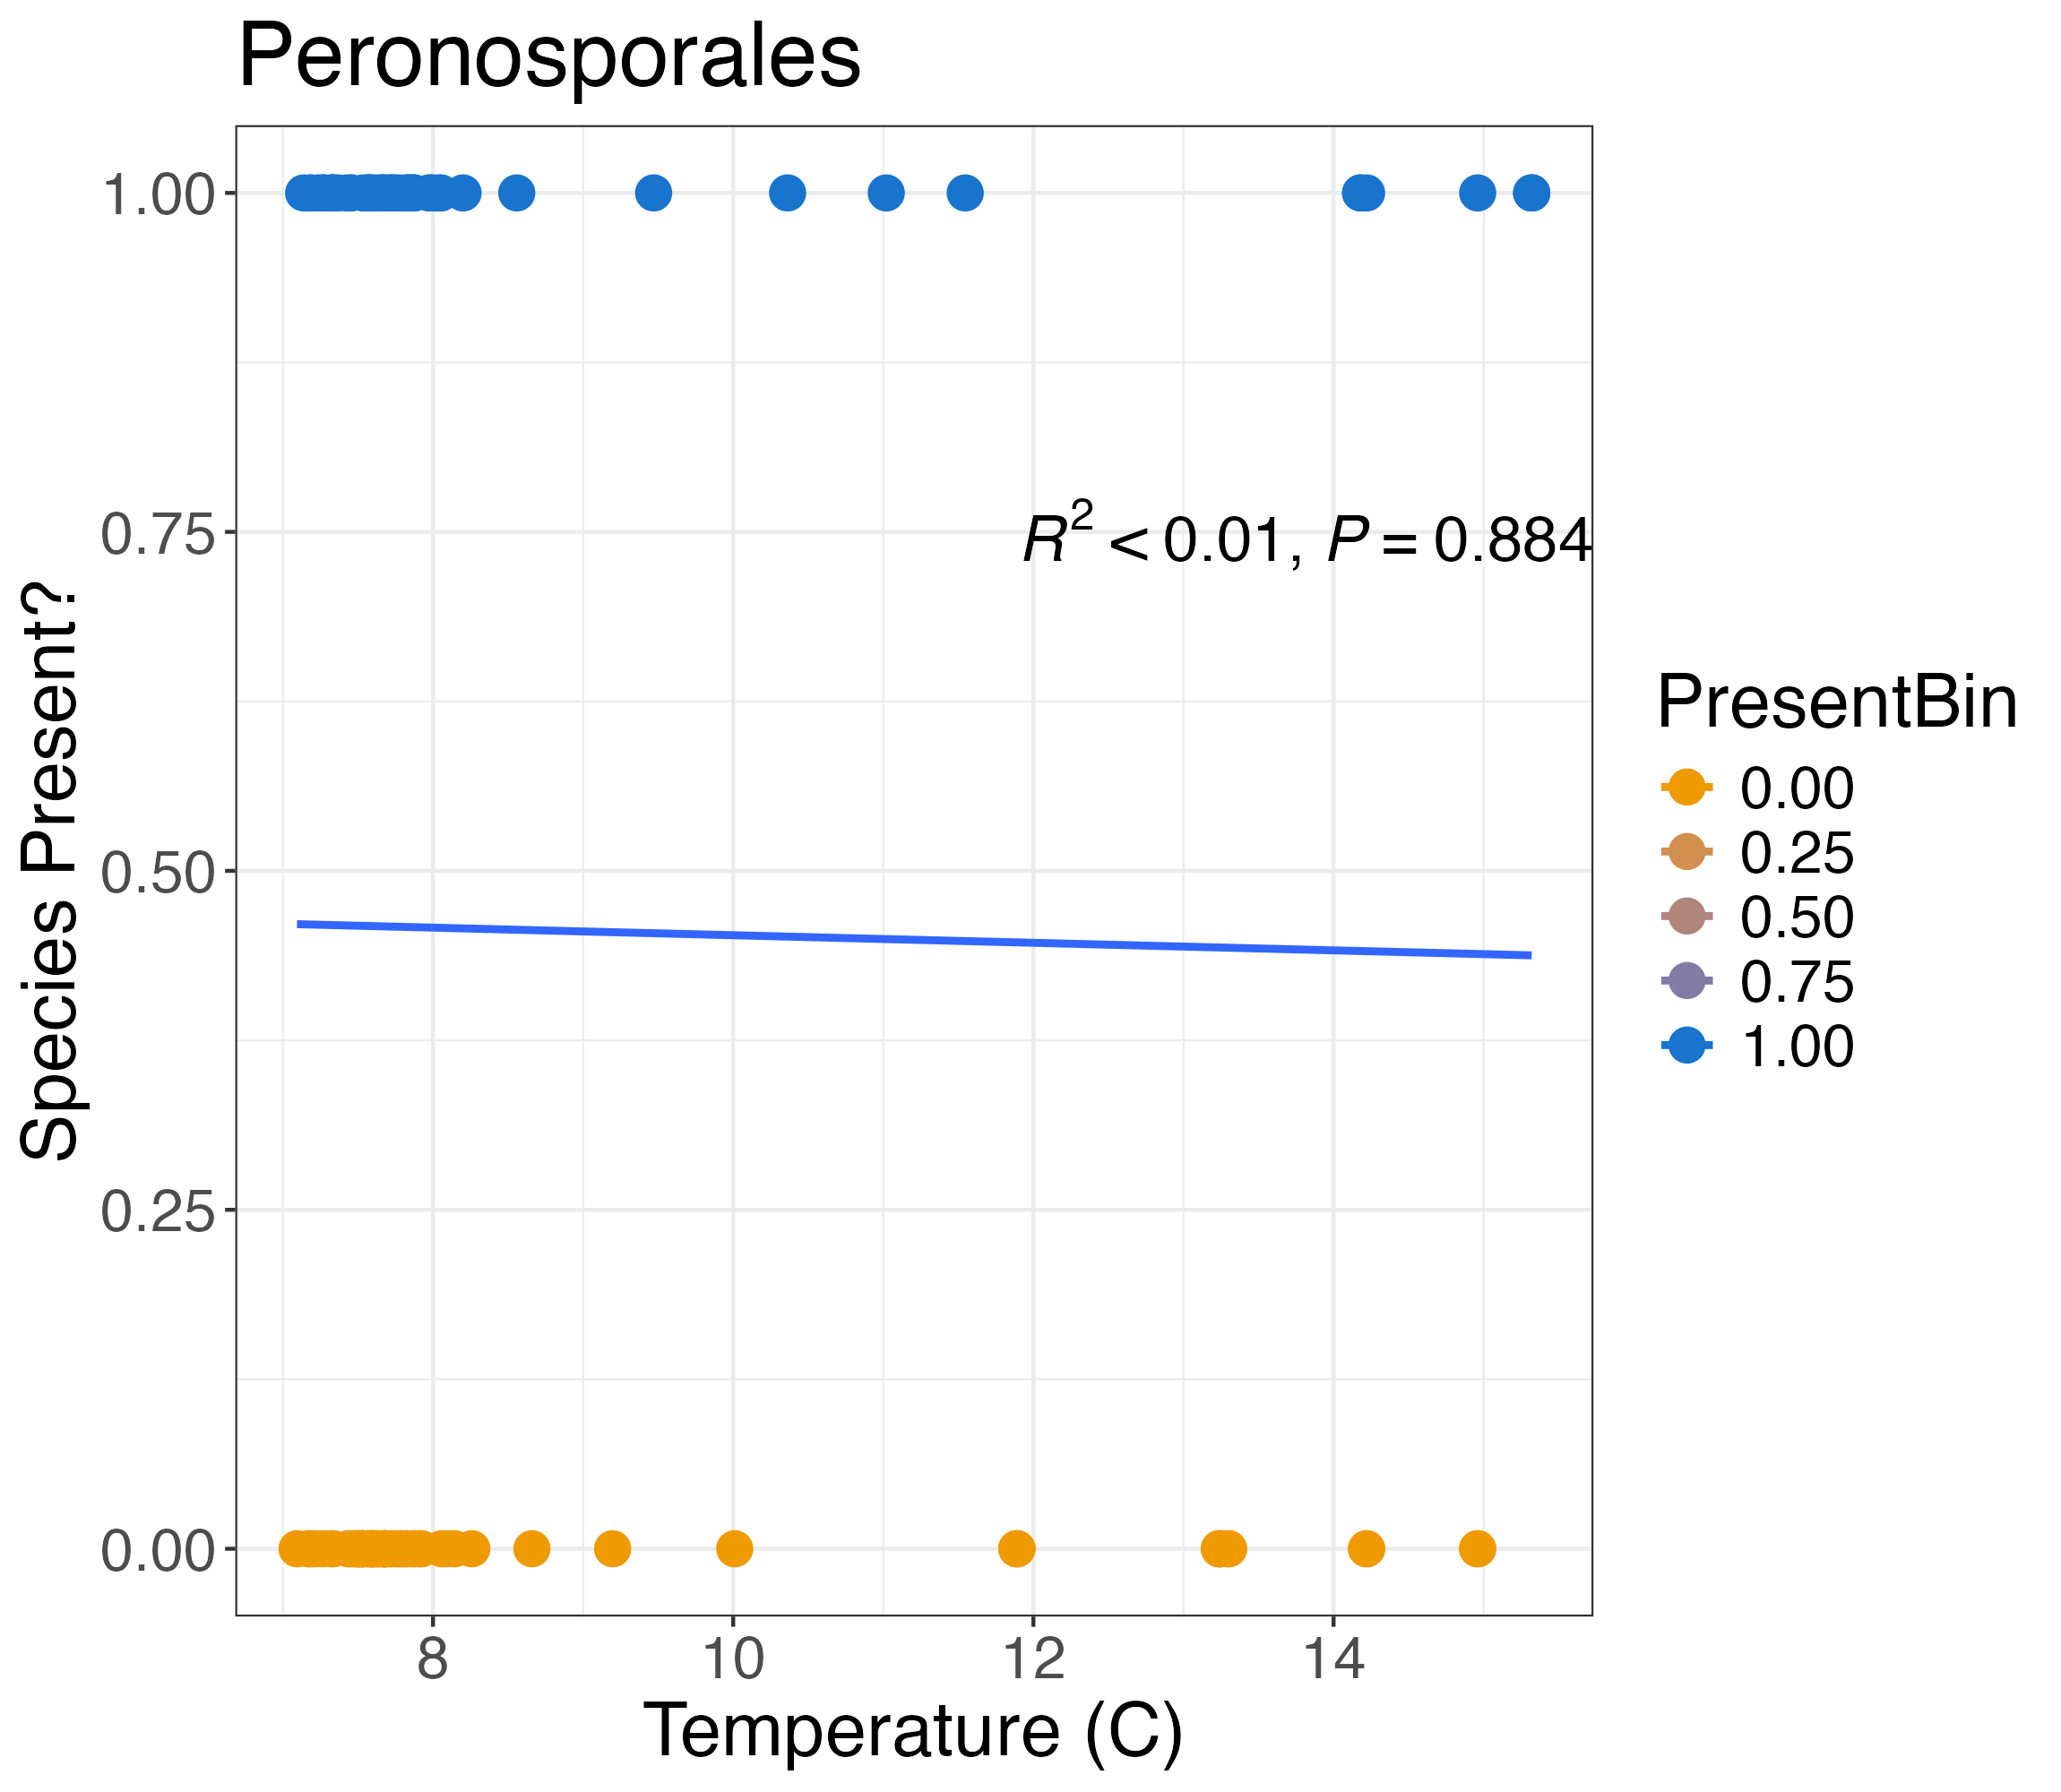 Peronosporales
1.00
0.75
0.50
0.25
0.00
Species Present?
R² < 0.01, P = 0.884
8 10 12 14
Temperature (C)
PresentBin
0.00
0.25
0.50
0.75
1.00